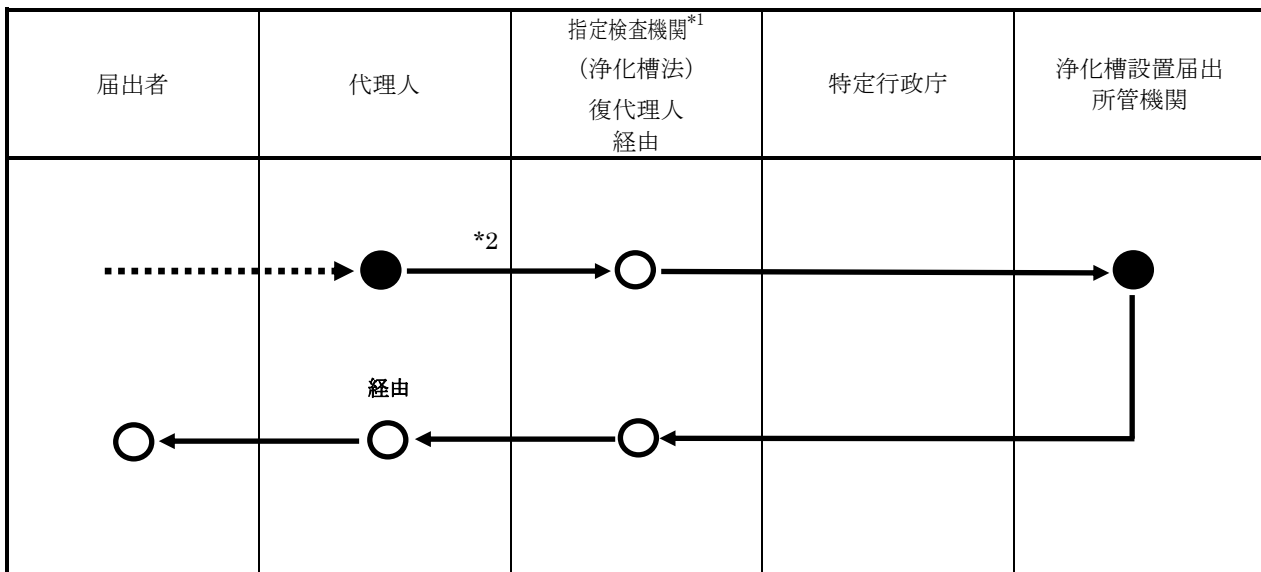 届出者
代理人
指定検査機関*1
（浄化槽法）
復代理人
経由
特定行政庁
浄化槽設置届出
所管機関
*2
経由